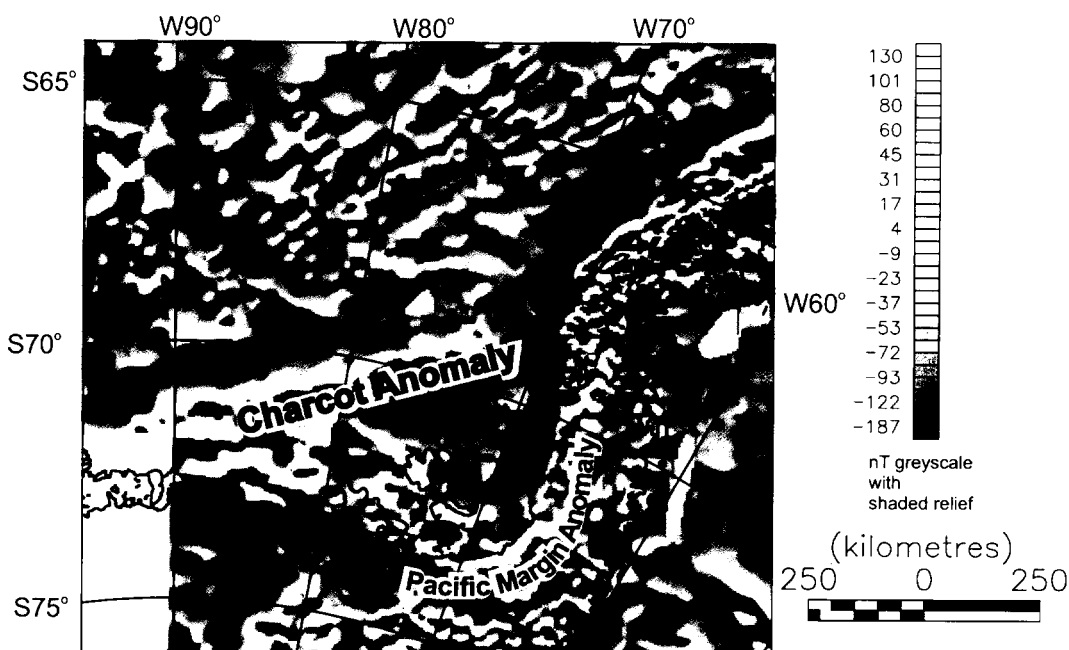 W90° W80° W70°
S65°
S70°
S75°
W60°
Charcot Anomaly
Pacific Margin Anomaly
130
101
80
60
45
31
17
4
-9
-23
-37
-53
-72
-93
-122
-187
nT greyscale
with
shaded relief
(kilometres)
250 0 250